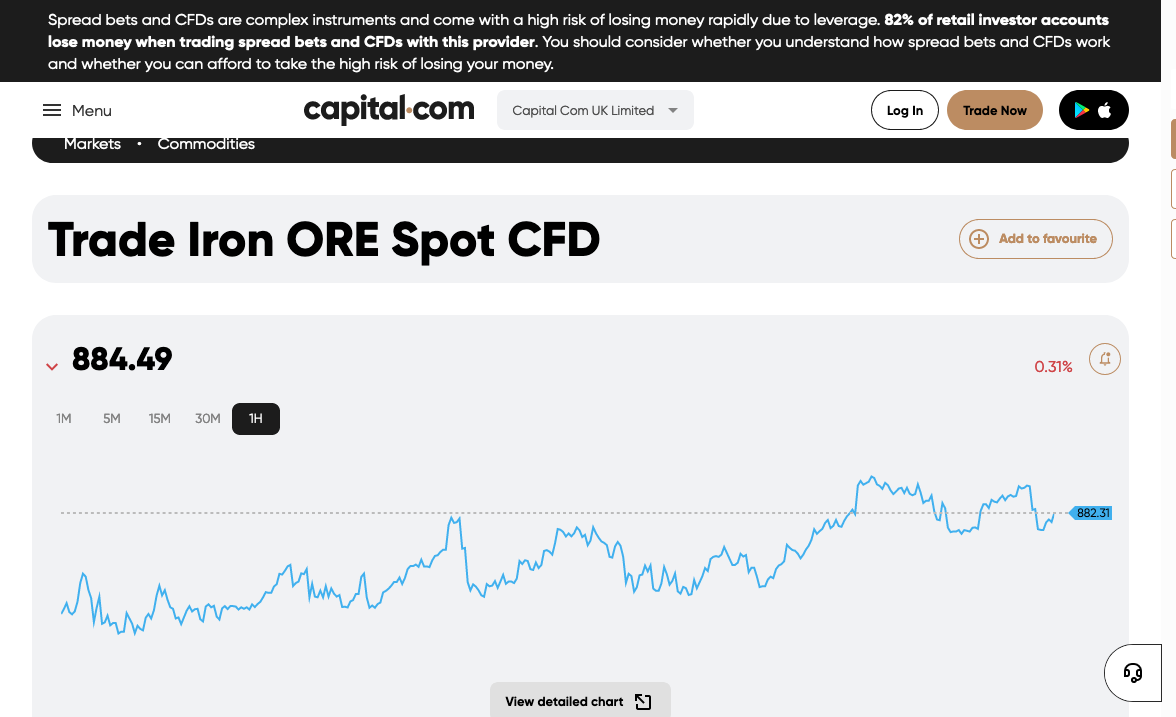 Spread bets and CFDs are complex instruments and come with a high risk of losing money rapidly due to leverage. 82% of retail investor accounts
lose money when trading spread bets and CFDs with this provider. You should consider whether you understand how spread bets and CFDs work
and whether you can afford to take the high risk of losing your money.
Menu
capital.com
Capital Com UK Limited
Log In
Trade Now
Markets • Commodities
Trade Iron ORE Spot CFD
Add to favourite
884.49
0.31%
1M 5M 15M 30M 1H
882.31
View detailed chart